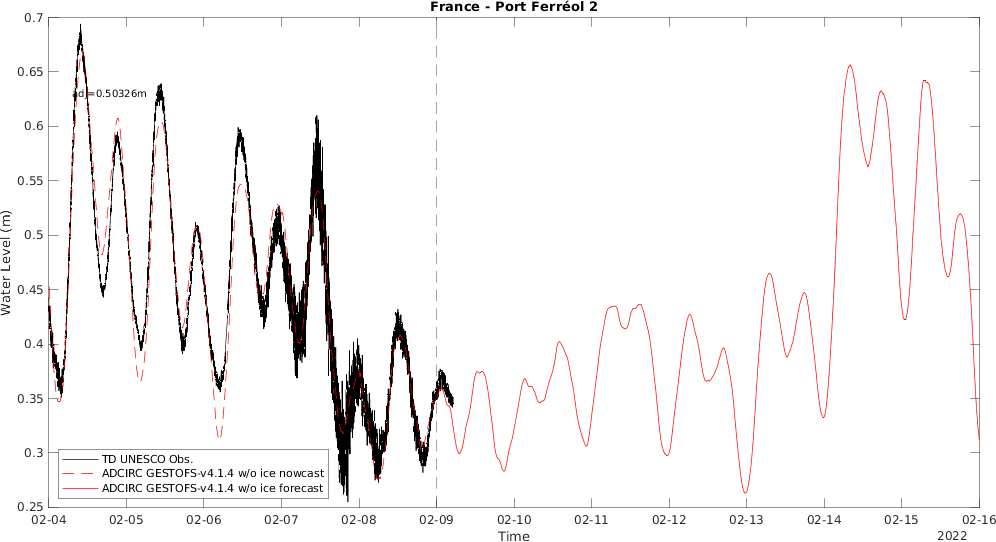 France - Port Ferréol 2
0.7
0.65
0.6
0.55
0.5
0.45
0.4
0.35
0.3
0.25
Water Level (m)
=0.50326m
TD UNESCO Obs.
ADCIRC GESTOFS-v4.1.4 w/o ice nowcast
ADCIRC GESTOFS-v4.1.4 w/o ice forecast
02-04 02-05 02-06 02-07 02-08 02-09 02-10 02-11 02-12 02-13 02-14 02-15 02-16
Time
2022